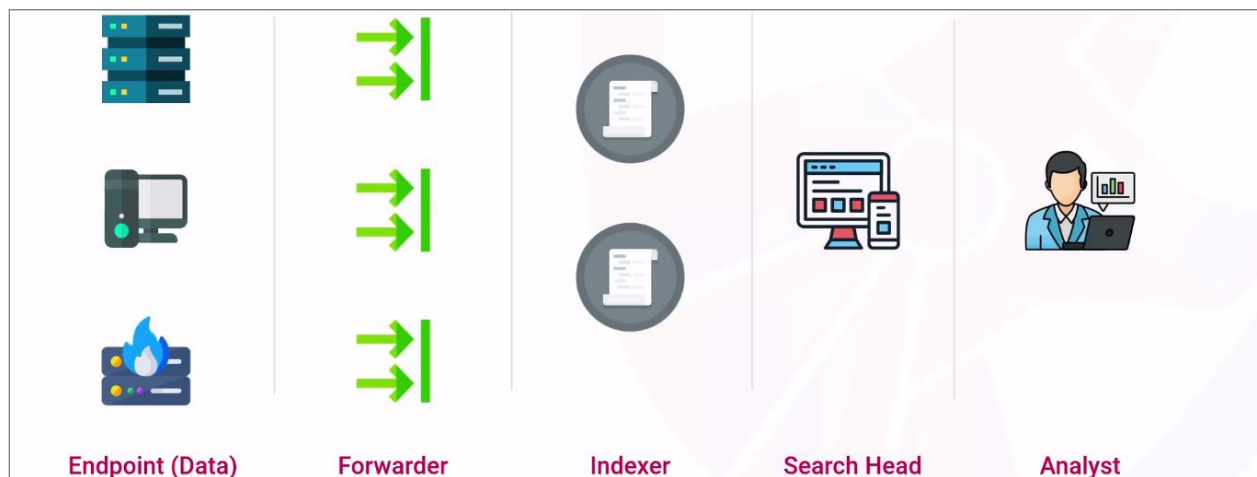 Endpoint (Data)
Forwarder
Indexer
Search Head
Analyst